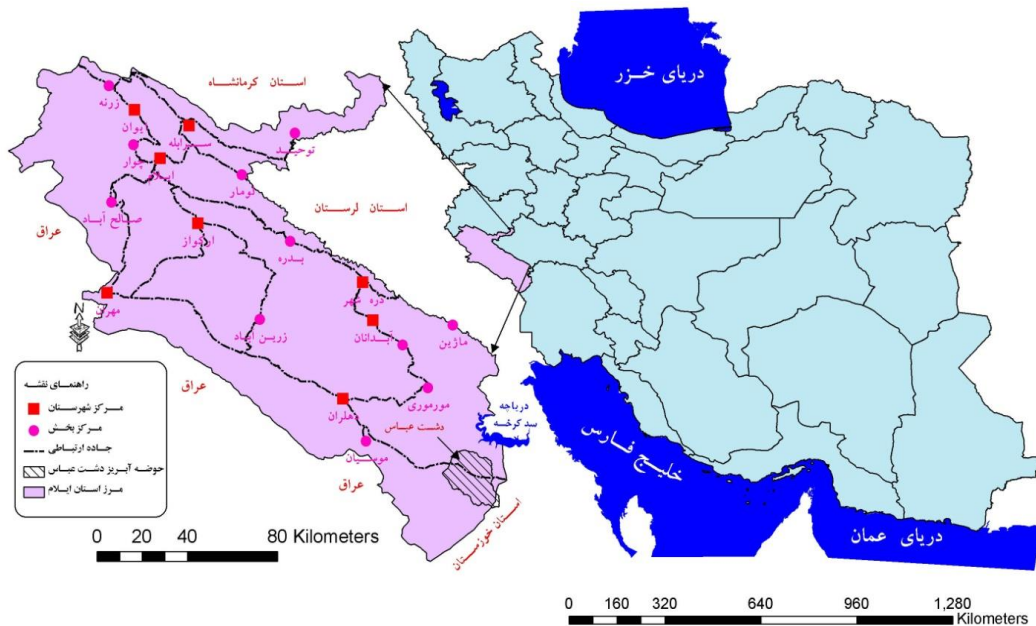 دریای خزر
استان کرمانشاه
زرنه
ایوان
سرابله
توحید
چوار
ایلام
لومار
صالح آباد
استان لرستان
عراق
ارکواز
بدره
دره شهر
مهران
N
زرین آباد
آبدانان
ماژین
عراق
مورموری
دریاچه
سد کرخه
دهلران
دشت عباس
موسیان
عراق
استان خوزستان
خلیج فارس
دریای عمان
راهنمای نقشه
مرکز شهرستان
مرکز بخش
جاده ارتباطی
حوضه آبریز دشت عباس
مرز استان ایلام
0 20 40 80 Kilometers
0 160 320 640 960 1,280
Kilometers